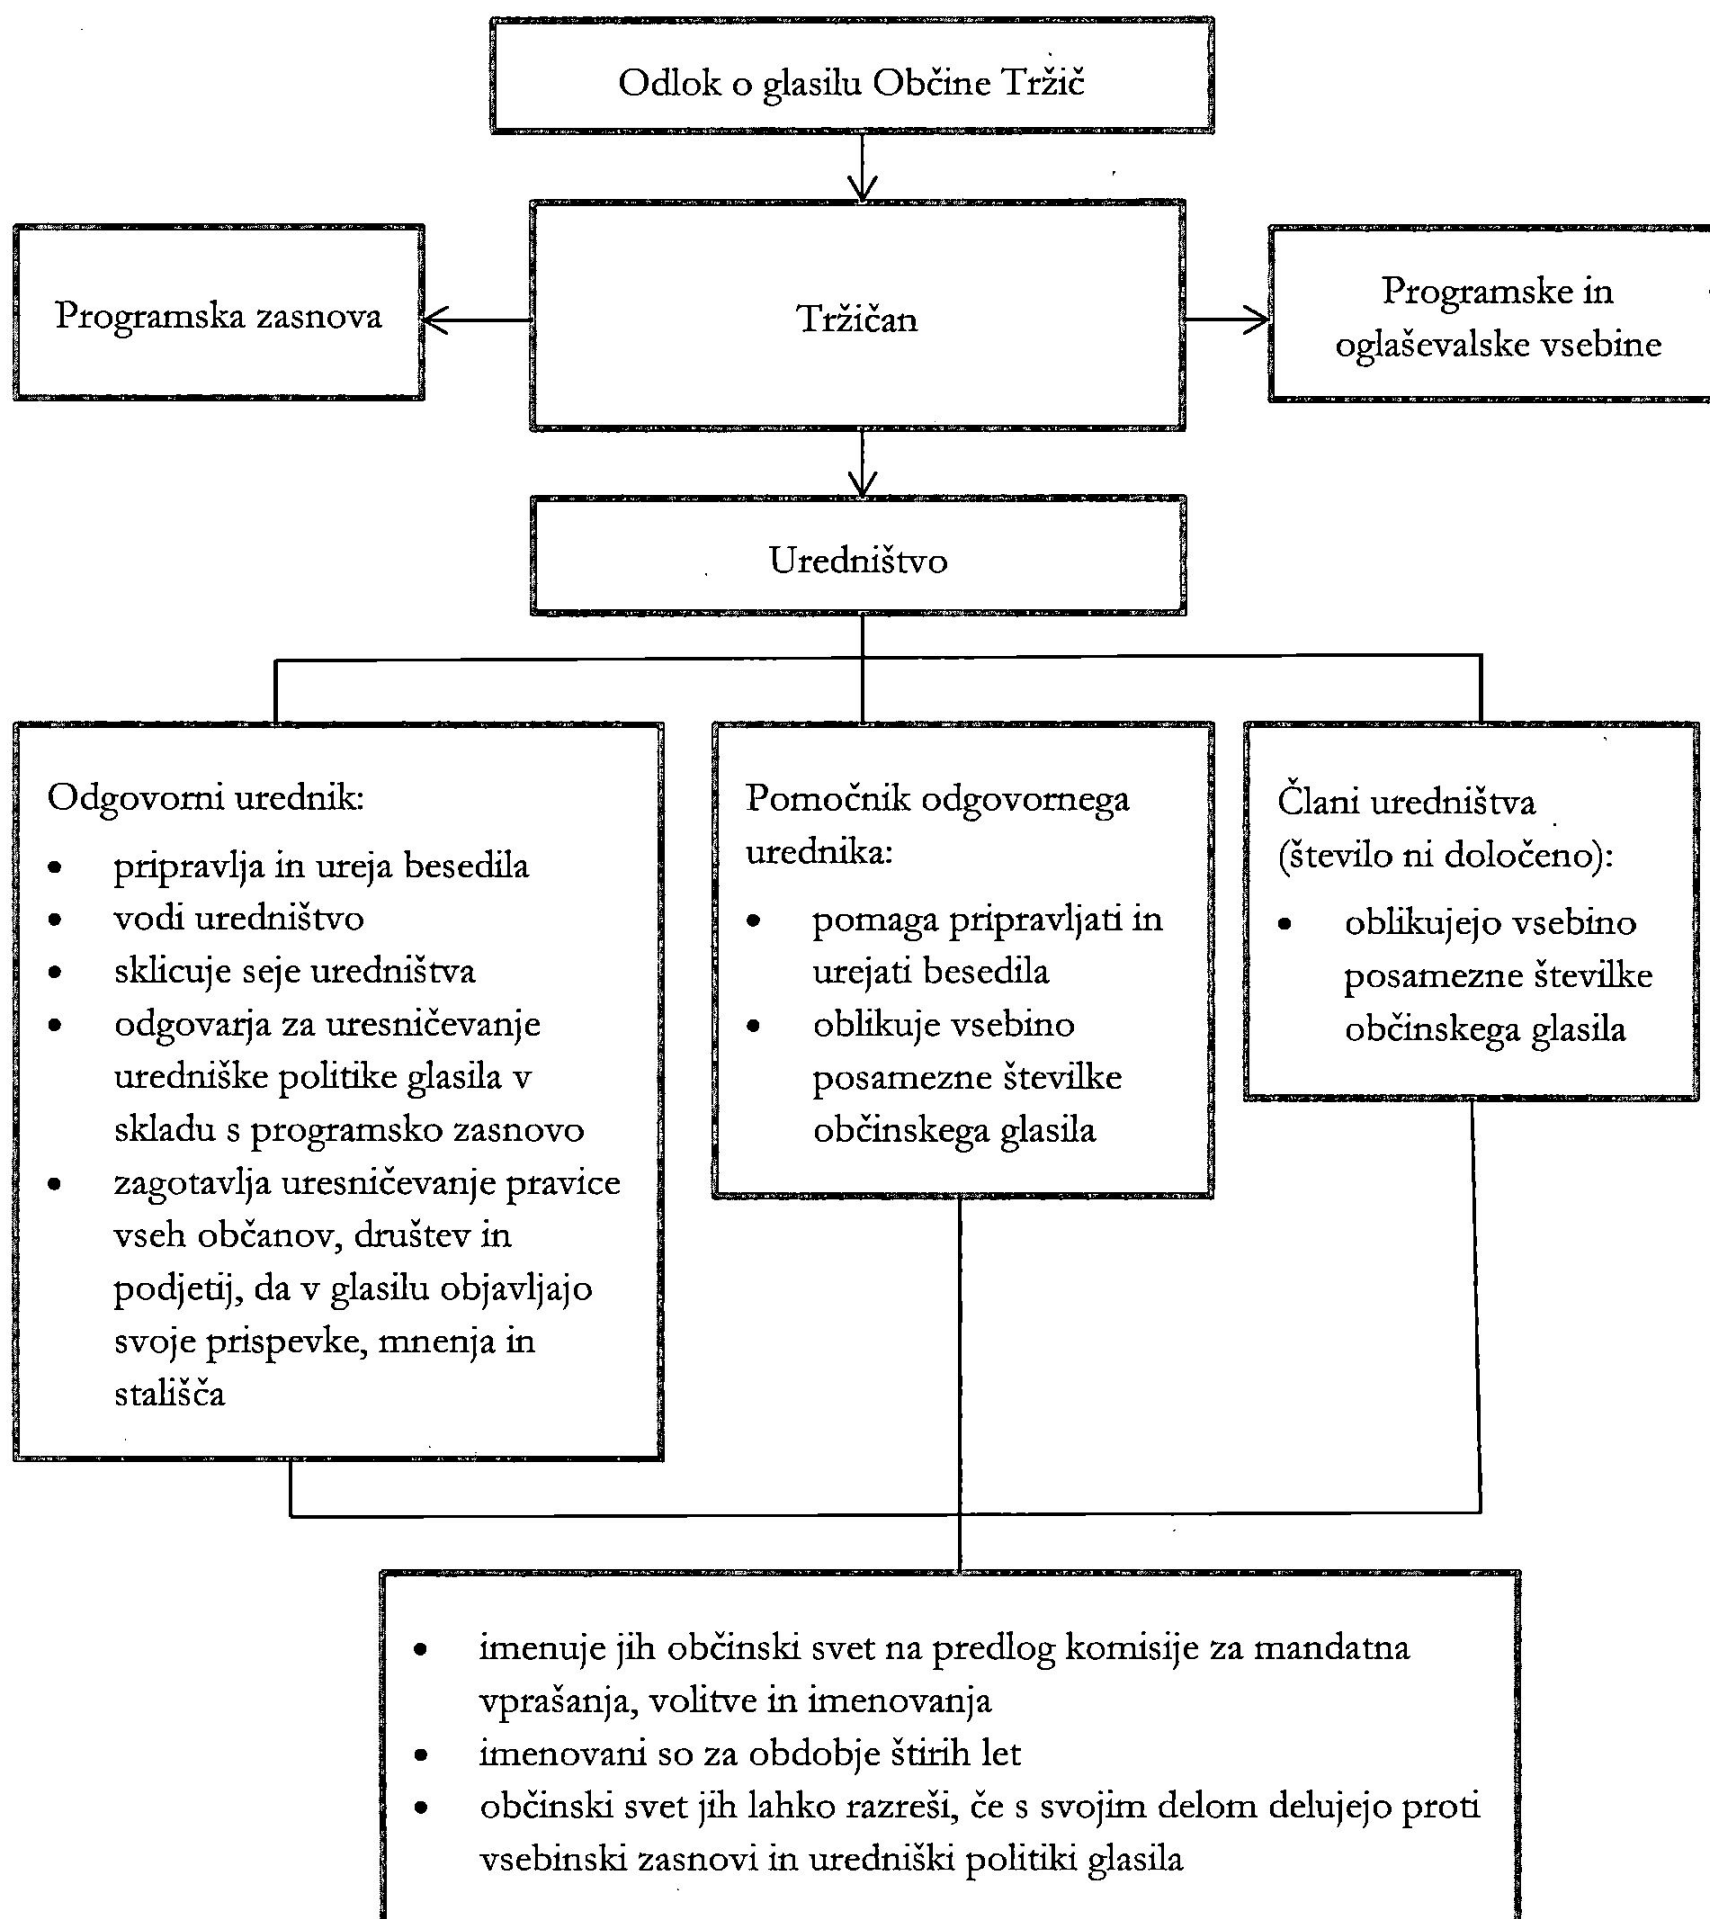 Odlok o glasilu Občine Tržič
Programska zasnova
Tržičan
Programske in
oglaševalske vsebine
Uredništvo
Odgovorni urednik:
• pripravlja in ureja besedila
• vodi uredništvo
• sklicuje seje uredništva
• odgovarja za uresničevanje
uredniške politike glasila v
skladu s programsko zasnovo
• zagotavlja uresničevanje pravice
vseh občanov, društev in
podjetij, da v glasilu objavljajo
svoje prispevke, mnenja in
stališča
Pomočnik odgovornega
urednika:
• pomaga pripravljati in
urejati besedila
• oblikuje vsebino
posamezne številke
občinskega glasila
Člani uredništva
(število ni določeno):
• oblikujejo vsebino
posamezne številke
občinskega glasila
• imenuje jih občinski svet na predlog komisije za mandatna
vprašanja, volitve in imenovanja
• imenovani so za obdobje štirih let
• občinski svet jih lahko razreši, če s svojim delom delujejo proti
vsebinski zasnovi in uredniški politiki glasila